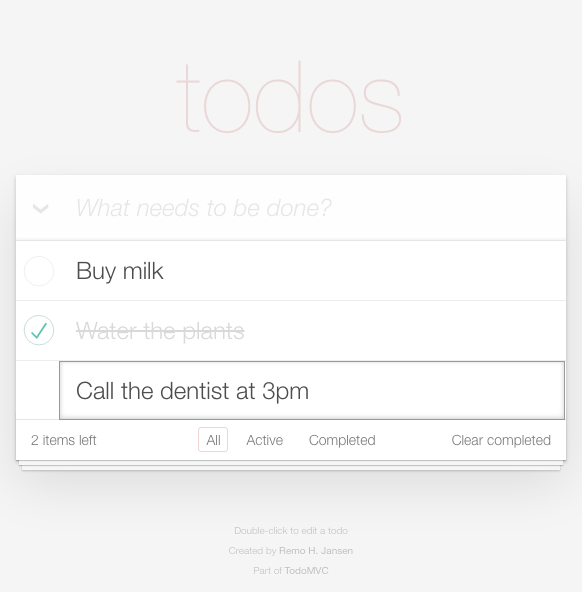 todos
What needs to be done?
Buy milk
Water the plants
Call the dentist at 3pm
2 items left All Active Completed Clear completed
Double-click to edit a todo
Created by Remo H. Jansen
Part of TodoMVC